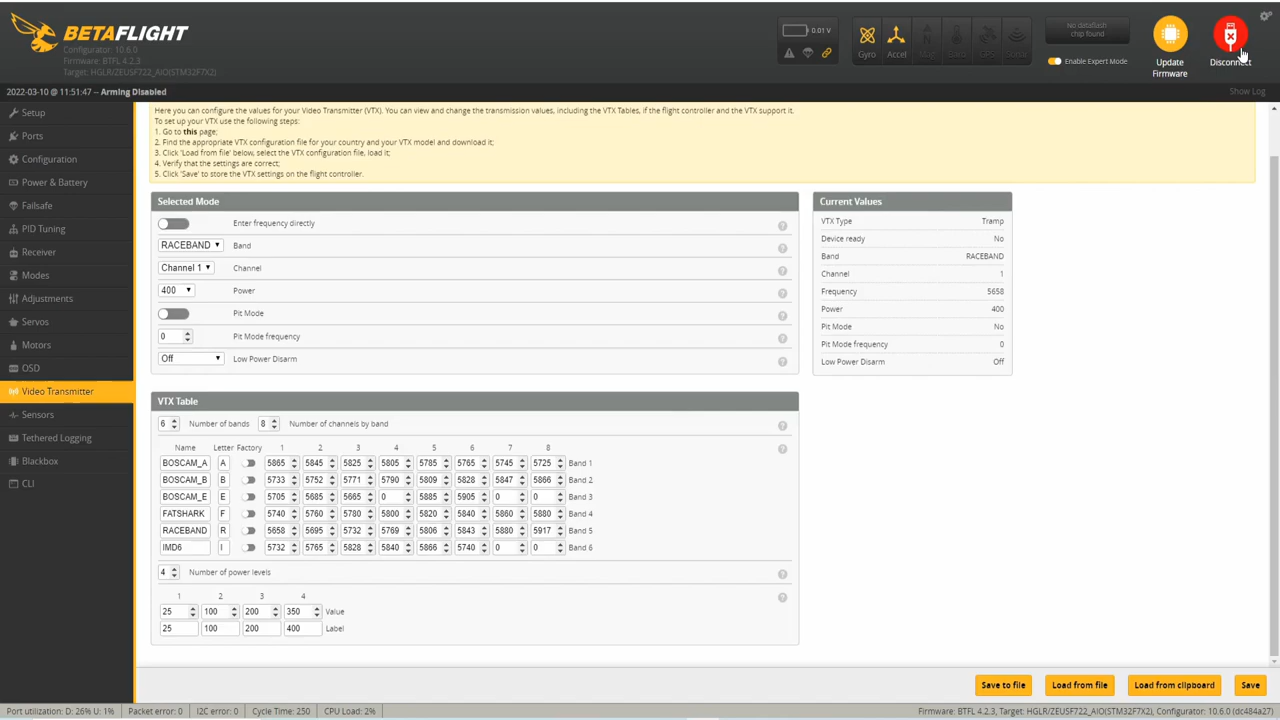 BETAFLIGHT
Configurator: 10.6.0
Firmware: BTFL 4.2.3
Target: HGLR/ZEUSF722_AIO(STM32F7X2)
0.01 V
Gyro
Accel
No dataflash
chip found
Enable Expert Mode
Update
Firmware
Disconnect
2022-03-10 @ 11:51:47 -- Arming Disabled
Show Log
Setup
Ports
Configuration
Power & Battery
Failsafe
PID Tuning
Receiver
Modes
Adjustments
Servos
Motors
OSD
Video Transmitter
Sensors
Tethered Logging
Blackbox
CLI
Here you can configure the values for your Video Transmitter (VTX). You can view and change the transmission values, including the VTX Tables, if the flight controller and the VTX support it.
To set up your VTX use the following steps:
1. Go to this page;
2. Find the appropriate VTX configuration file for your country and your VTX model and download it;
3. Click 'Load from file' below, select the VTX configuration file, load it;
4. Verify that the settings are correct;
5. Click 'Save' to store the VTX settings on the flight controller.
Selected Mode
Enter frequency directly
RACEBAND Band
Channel 1 Channel
400 Power
Pit Mode
0 Pit Mode frequency
Off Low Power Disarm
Current Values
VTX Type Tramp
Device ready No
Band RACEBAND
Channel 1
Frequency 5658
Power 400
Pit Mode No
Pit Mode frequency 0
Low Power Disarm Off
VTX Table
6 Number of bands 8 Number of channels by band
Name Letter Factory 1 2 3 4 5 6 7 8
BOSCAM_A A 5865 5845 5825 5805 5785 5765 5745 5725 Band 1
BOSCAM_B B 5733 5752 5771 5790 5809 5828 5847 5866 Band 2
BOSCAM_E E 5705 5685 5665 0 5885 5905 0 0 Band 3
FATSHARK F 5740 5760 5780 5800 5820 5840 5860 5880 Band 4
RACEBAND R 5658 5695 5732 5769 5806 5843 5880 5917 Band 5
IMD6 I 5732 5765 5828 5840 5866 5740 0 0 Band 6
4 Number of power levels
1 2 3 4
25 100 200 350 Value
25 100 200 400 Label
Save to file
Load from file
Load from clipboard
Save
Port utilization: D: 26% U: 1%
Packet error: 0
I2C error: 0
Cycle Time: 250
CPU Load: 2%
Firmware: BTFL 4.2.3, Target: HGLR/ZEUSF722_AIO(STM32F7X2), Configurator: 10.6.0 (dc484a27)